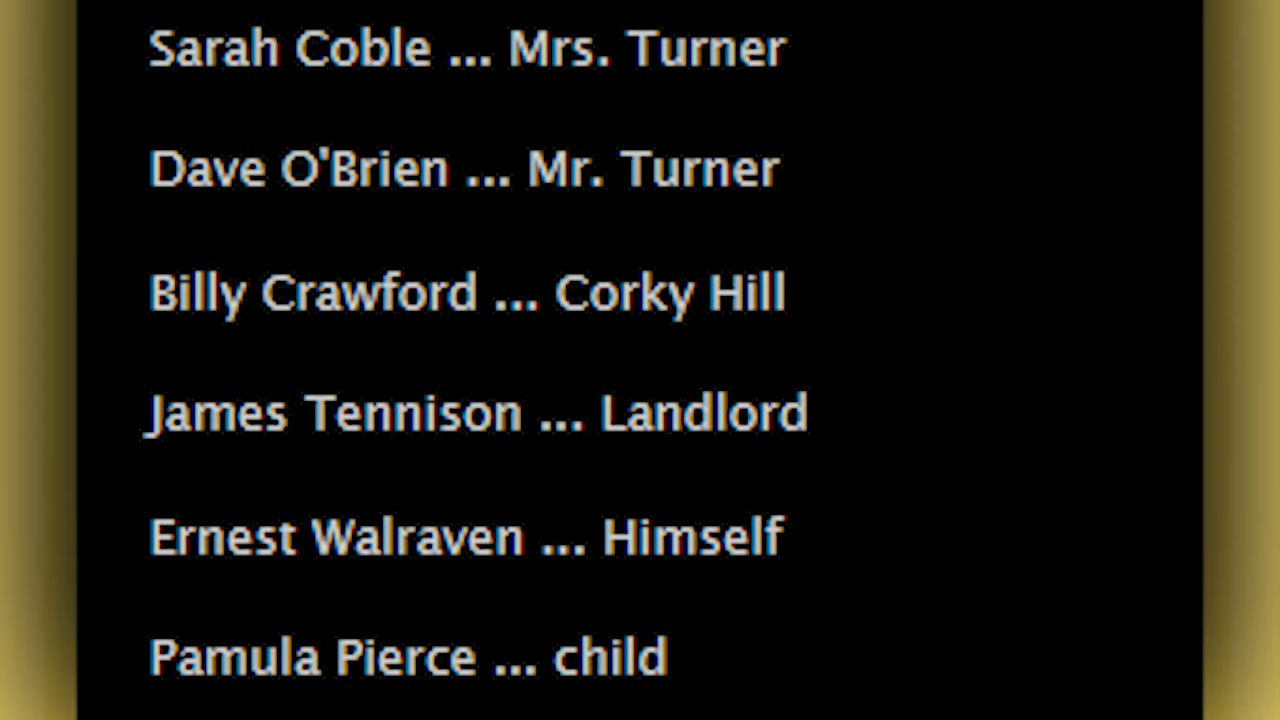 Sarah Coble ... Mrs. Turner
Dave O'Brien ... Mr. Turner
Billy Crawford ... Corky Hill
James Tennison ... Landlord
Ernest Walraven ... Himself
Pamula Pierce ... child